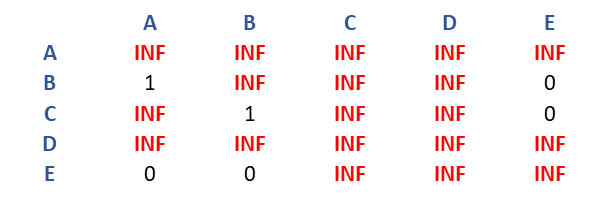 A B C D E
A INF INF INF INF INF
B 1 INF INF INF 0
C INF 1 INF INF 0
D INF INF INF INF INF
E 0 0 INF INF INF